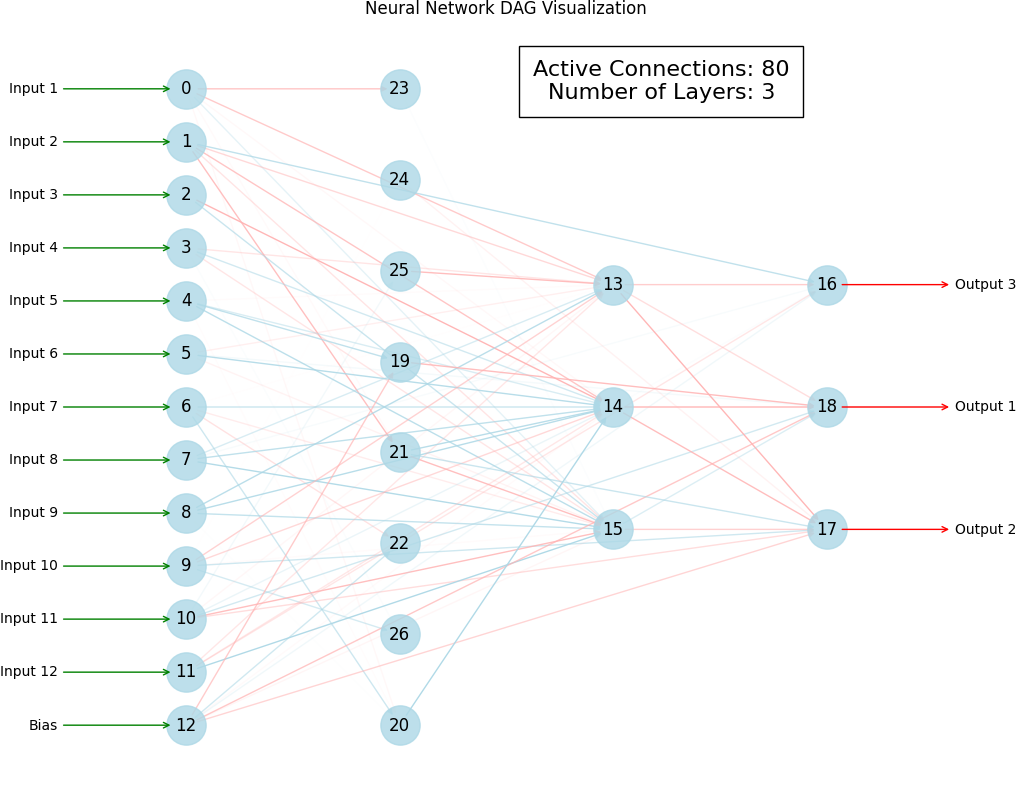 Neural Network DAG Visualization
Active Connections: 80
Number of Layers: 3
Input 1
0
23
Input 2
1
24
Input 3
2
Input 4
3
25
13
16
Output 3
Input 5
4
Input 6
5
19
Input 7
6
14
18
Output 1
Input 8
7
21
Input 9
8
22
15
17
Output 2
Input 10
9
Input 11
10
26
Input 12
11
Bias
12
20